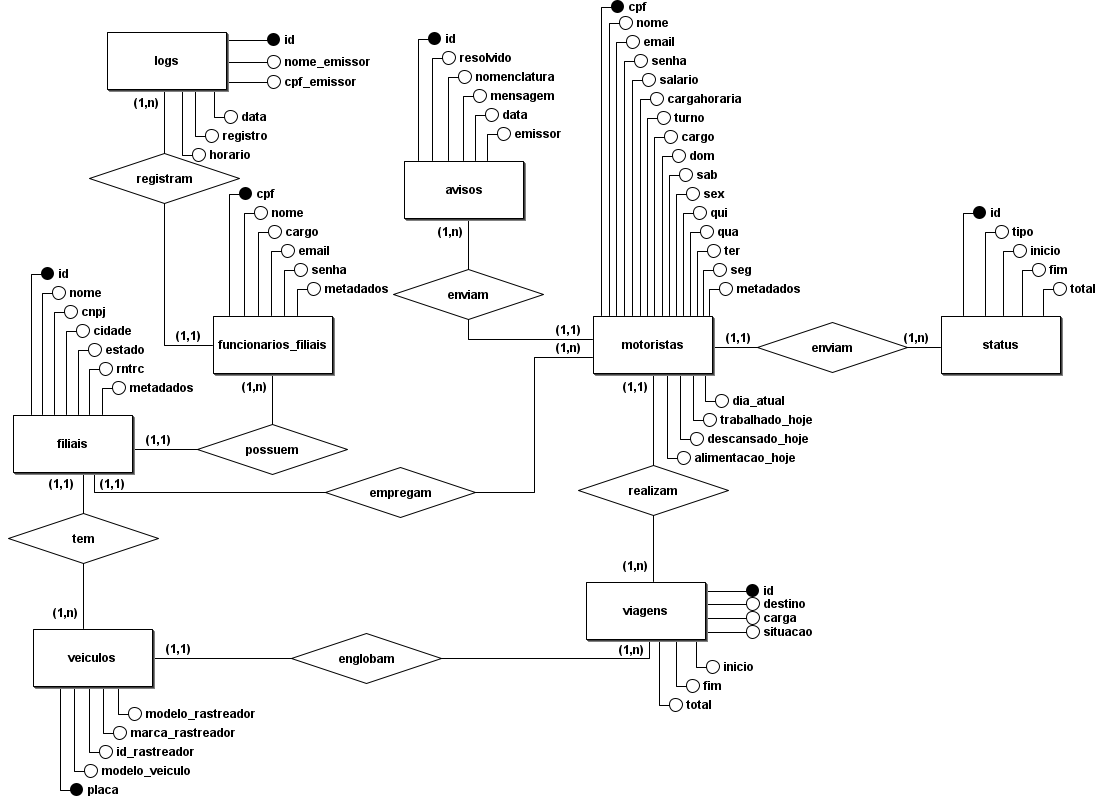 logs
id
nome_emissor
cpf_emissor
data
registro
horario
(1,n)
registram
(1,1)
cpf
nome
cargo
email
senha
metadados
funcionarios_filiais
(1,n)
possuem
(1,1)
id
nome
cnpj
cidade
estado
rntrc
metadados
filiais
(1,1)
(1,1)
tem
(1,n)
empregam
(1,n)
id
resolvido
nomenclatura
mensagem
data
emissor
avisos
(1,n)
enviam
(1,1)
cpf
nome
email
senha
salario
cargahoraria
turno
cargo
dom
sab
sex
qui
qua
ter
seg
metadados
motoristas
(1,1)
enviam
(1,n)
id
tipo
inicio
fim
total
status
dia_atual
trabalhado_hoje
descansado_hoje
alimentacao_hoje
(1,1)
realizam
(1,n)
viagens
id
destino
carga
situacao
inicio
fim
total
(1,n)
englobam
(1,1)
veiculos
modelo_rastreador
marca_rastreador
id_rastreador
modelo_veiculo
placa